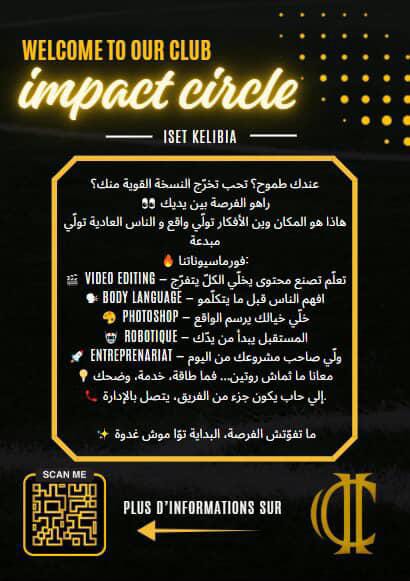 WELCOME TO OUR CLUB
impact circle
ISET KELIBIA
عندك طموح؟ تحب تخرّج النسخة القوية منك؟
راهو الفرصة بين يديك 👀
هاذا هو المكان وين الأفكار تولّي واقع و الناس العادية تولّي
مبدعة
🔥 فورماسيوناتنا:
🎬 VIDEO EDITING – تعلّم تصنع محتوى يخلّي الكلّ يتفرّج
🗣️ BODY LANGUAGE – افهم الناس قبل ما يتكلّمو
🎨 PHOTOSHOP – خلّي خيالك يرسم الواقع
🤖 ROBOTIQUE – المستقبل يبدأ من يدّك
🚀 ENTREPRENARIAT – ولّي صاحب مشروعك من اليوم
💡 معانا ما ثماش روتين... فما طاقة، خدمة، وضحك
📞 إلي حاب يكون جزء من الفريق، يتصل بالإدارة.
✨ ما تفوّتش الفرصة، البداية توّا موش غدوة
SCAN ME
PLUS D'INFORMATIONS SUR